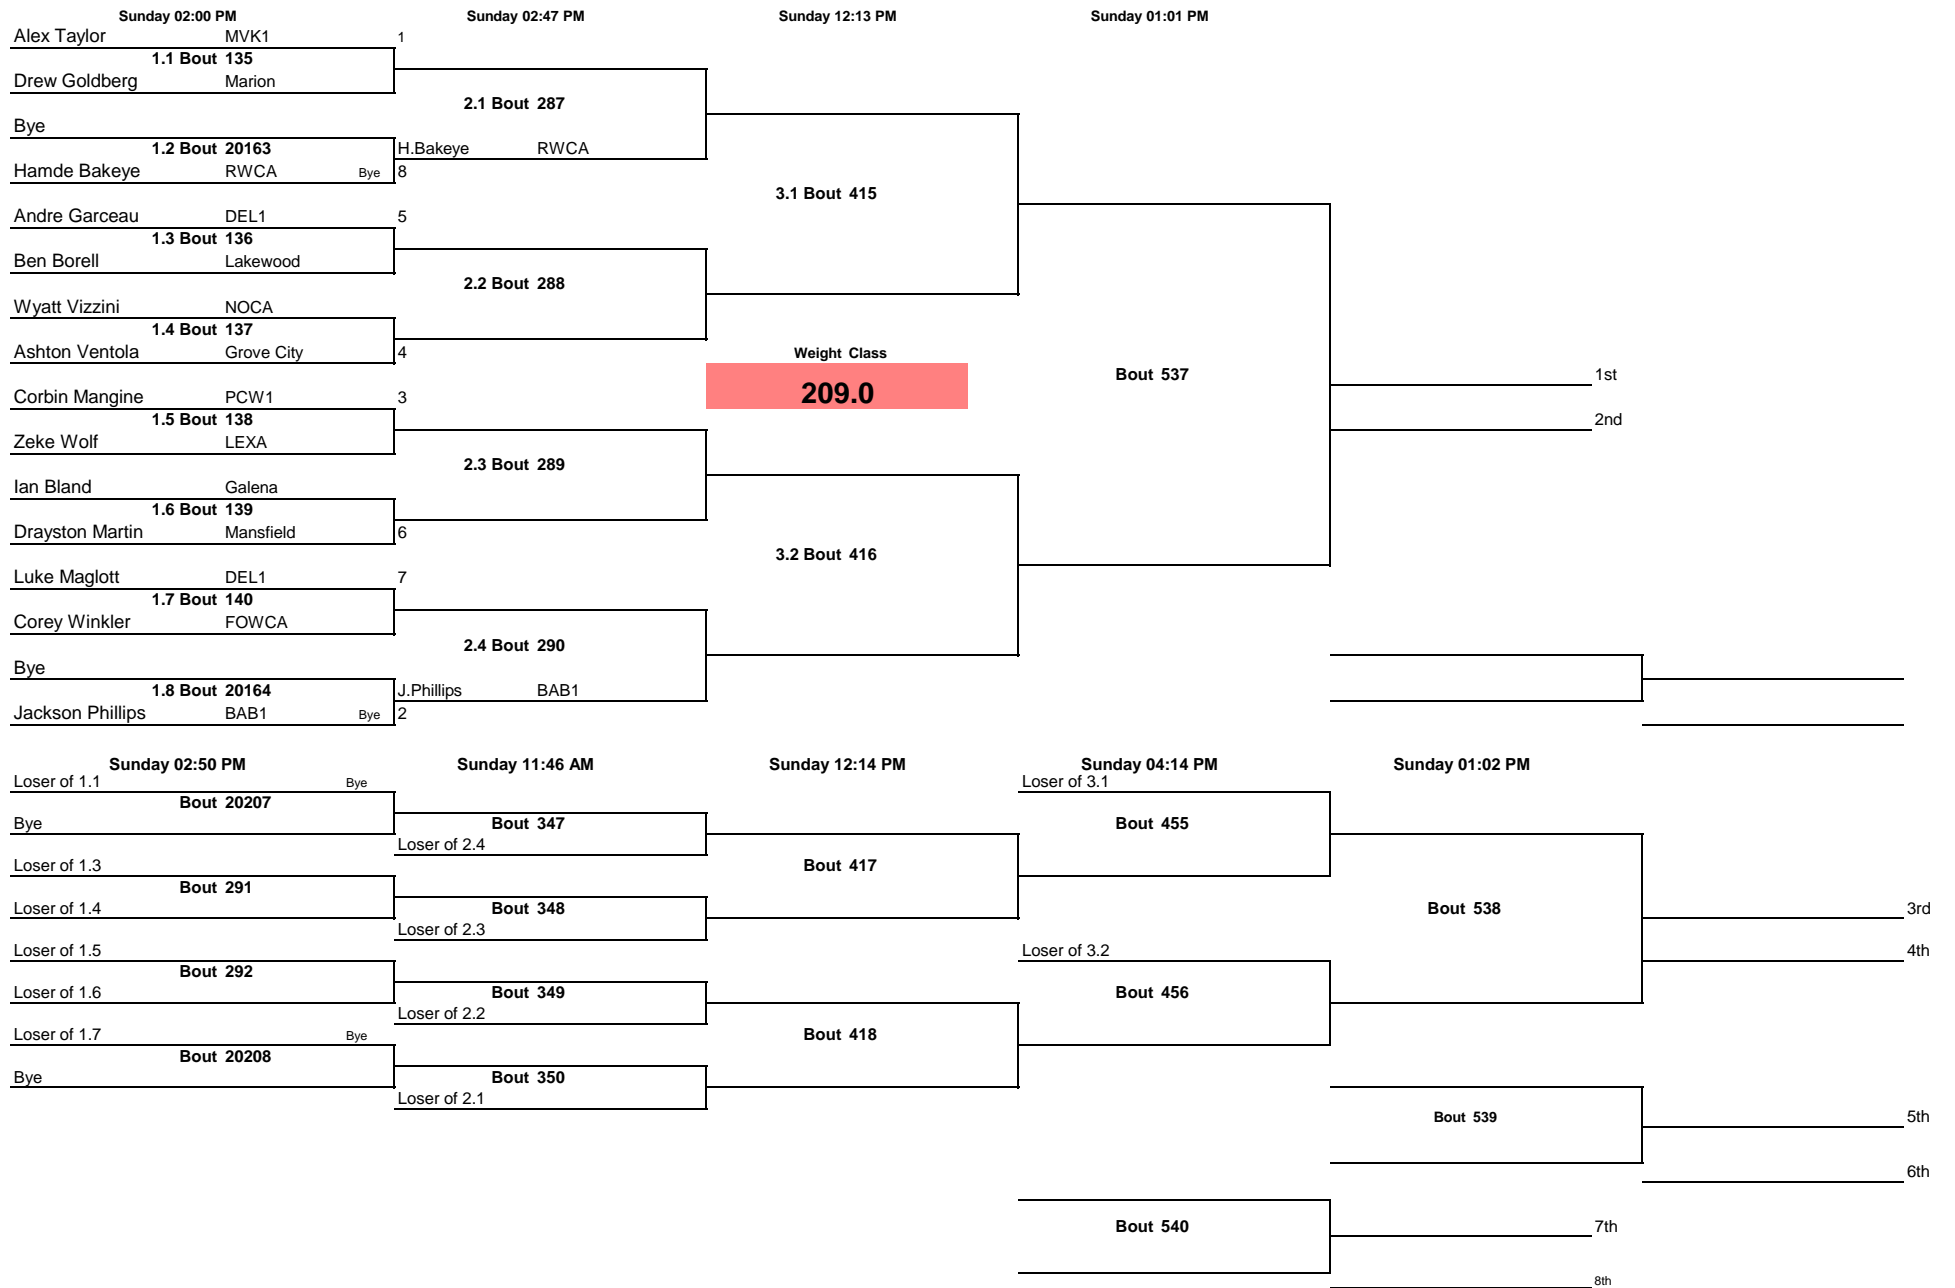 Sunday 02:00 PM Sunday 02:47 PM Sunday 12:13 PM Sunday 01:01 PM
Alex Taylor MVK1 1
1.1 Bout 135
Drew Goldberg Marion
2.1 Bout 287
Bye
1.2 Bout 20163 H.Bakeye RWCA
Hamde Bakeye RWCA Bye 8
3.1 Bout 415
Andre Garceau DEL1 5
1.3 Bout 136
Ben Borell Lakewood
2.2 Bout 288
Wyatt Vizzini NOCA
1.4 Bout 137
Ashton Ventola Grove City 4 Weight Class
Bout 537 1st
209.0
Corbin Mangine PCW1 3
1.5 Bout 138 2nd
Zeke Wolf LEXA
2.3 Bout 289
Ian Bland Galena
1.6 Bout 139
Drayston Martin Mansfield 6
3.2 Bout 416
Luke Maglott DEL1 7
1.7 Bout 140
Corey Winkler FOWCA
2.4 Bout 290
Bye
1.8 Bout 20164 J.Phillips BAB1
Jackson Phillips BAB1 Bye 2
Sunday 02:50 PM Sunday 11:46 AM Sunday 12:14 PM Sunday 04:14 PM Sunday 01:02 PM
Loser of 1.1 Bye Loser of 3.1
Bout 20207
Bye Bout 347 Bout 455
Loser of 2.4
Loser of 1.3 Bout 417
Bout 291
Loser of 1.4 Bout 348 Bout 538 3rd
Loser of 2.3
Loser of 1.5 Loser of 3.2 4th
Bout 292
Loser of 1.6 Bout 349 Bout 456
Loser of 2.2
Loser of 1.7 Bye Bout 418
Bout 20208
Bye Bout 350
Loser of 2.1
Bout 539 5th
6th
Bout 540 7th
8th